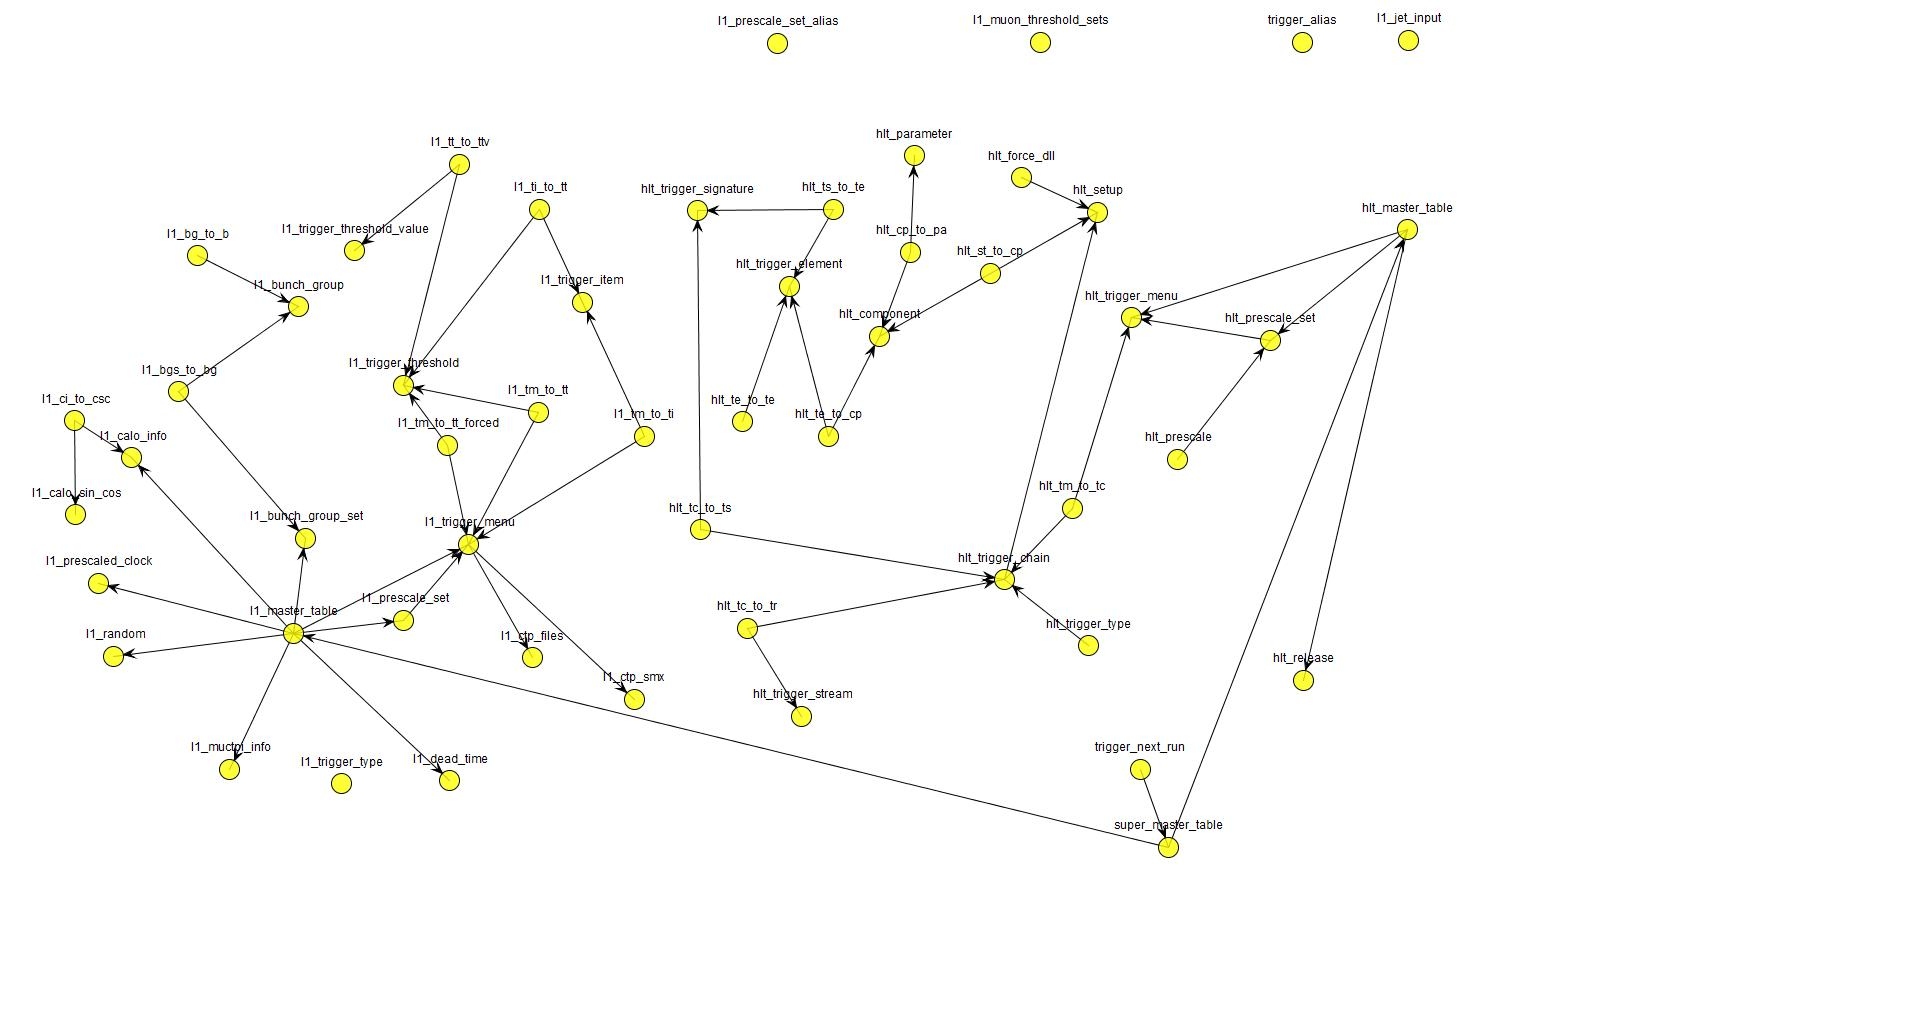 l1_prescale_set_alias
l1_muon_threshold_sets
trigger_alias
l1_jet_input
l1_tt_to_ttv
hlt_parameter
hlt_force_dll
l1_ti_to_tt
hlt_trigger_signature
hlt_ts_to_te
hlt_setup
hlt_master_table
l1_bg_to_b
l1_trigger_threshold_value
hlt_cp_to_pa
hlt_st_to_cp
hlt_trigger_element
l1_bunch_group
l1_trigger_item
hlt_trigger_menu
hlt_component
hlt_prescale_set
l1_trigger_threshold
l1_bgs_to_bg
l1_tm_to_tt
l1_ci_to_csc
hlt_te_to_te
hlt_te_to_cp
l1_tm_to_ti
l1_tm_to_tt_forced
l1_calo_info
hlt_prescale
l1_calo_sin_cos
hlt_tm_to_tc
hlt_tc_to_ts
l1_bunch_group_set
l1_trigger_menu
l1_prescaled_clock
hlt_trigger_chain
l1_prescale_set
l1_master_table
hlt_tc_to_tr
hlt_trigger_type
l1_random
l1_ctp_files
hlt_release
l1_ctp_smx
hlt_trigger_stream
l1_muctpi_info
trigger_next_run
l1_trigger_type
l1_dead_time
super_master_table